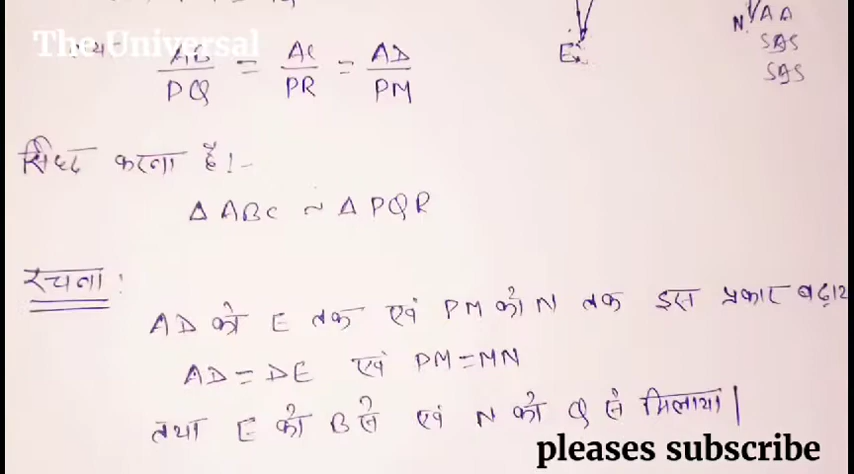 The Universal
AB/PQ = AC/PR = AD/PM
E
N
AA
SAS
SAS
सिद्ध करना है।-
Δ ABC ~ Δ PQR
रचना :
AD को E तक एवं PM को N तक इस प्रकार बढ़ाए
AD = DE एवं PM = MN
तथा E को B से एवं N को Q से मिलाया|
pleases subscribe